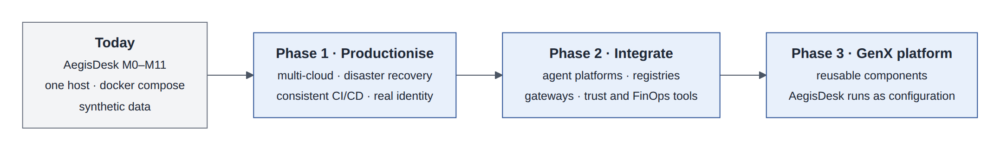 Today
AegisDesk M0–M11
one host · docker compose
synthetic data
Phase 1 · Productionise
multi-cloud · disaster recovery
consistent CI/CD · real identity
Phase 2 · Integrate
agent platforms · registries
gateways · trust and FinOps tools
Phase 3 · GenX platform
reusable components
AegisDesk runs as configuration